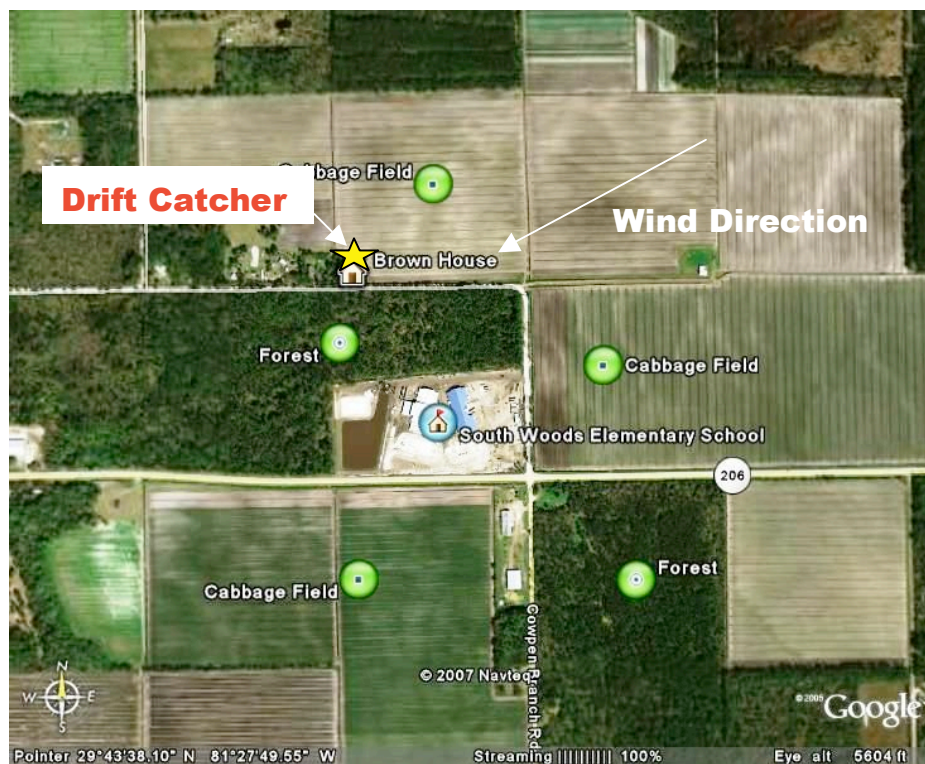 Cabbage Field
Drift Catcher
Wind Direction
Brown House
Forest
Cabbage Field
South Woods Elementary School
206
Cabbage Field
Forest
Cowpen Branch Rd
N
W E
S
© 2007 Navteq
©2005 Google
Pointer 29°43'38.10" N 81°27'49.55" W
Streaming |||||||||| 100%
Eye alt 5604 ft